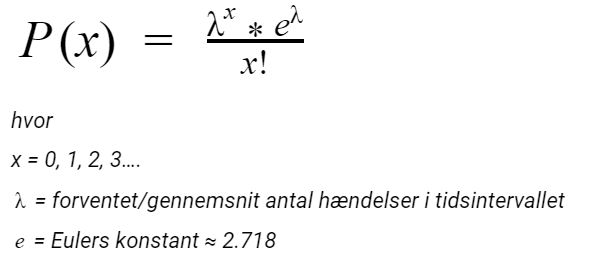 P(x) = λ^x * e^λ / x!
hvor
x = 0, 1, 2, 3....
λ = forventet/gennemsnit antal hændelser i tidsintervallet
e = Eulers konstant ≈ 2.718